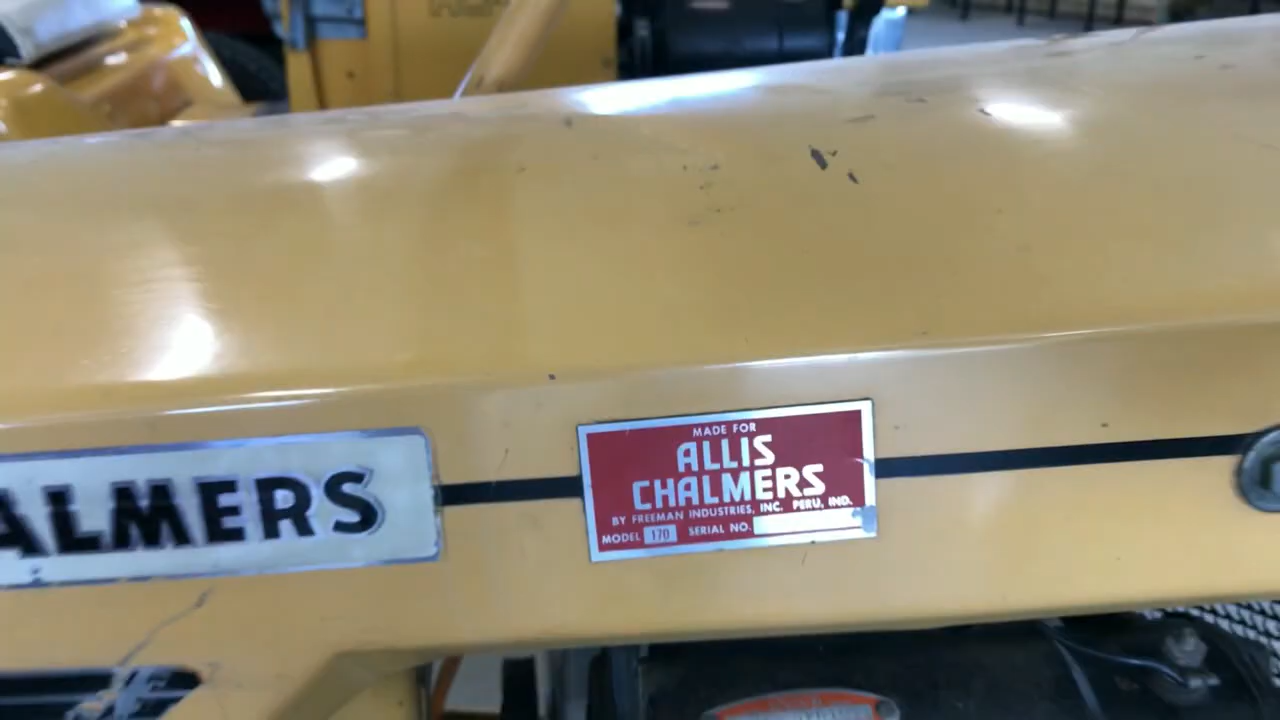 ALMERS
MADE FOR
ALLIS
CHALMERS
BY FREEMAN INDUSTRIES, INC. PERU, IND.
MODEL 170 SERIAL NO.